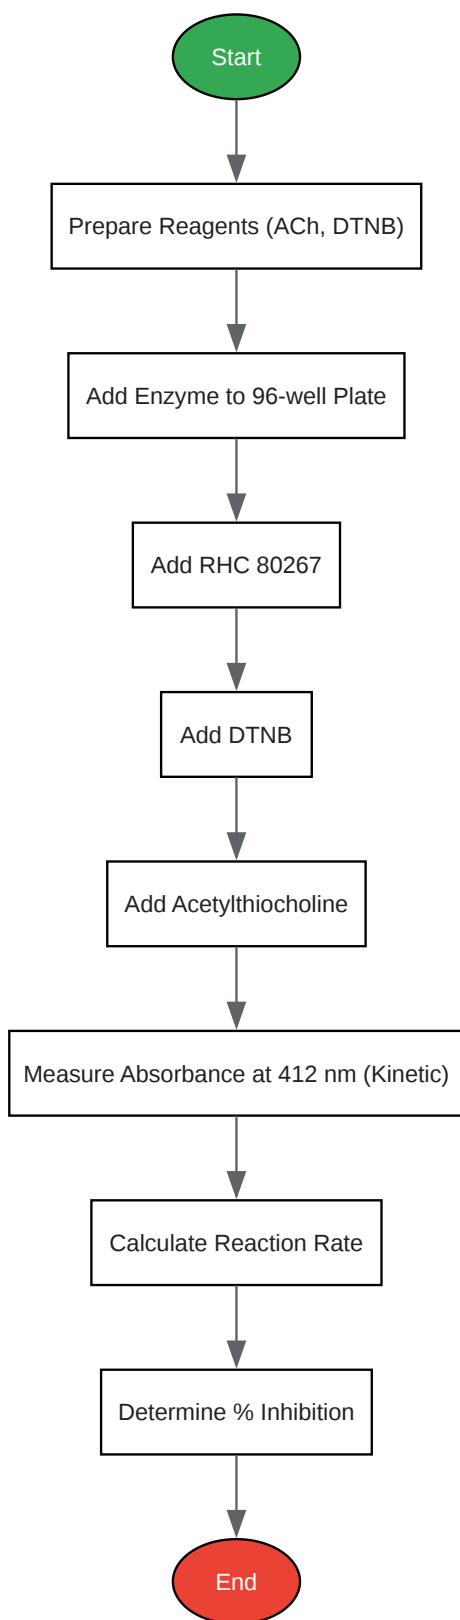 Start
Prepare Reagents (ACh, DTNB)
Add Enzyme to 96-well Plate
Add RHC 80267
Add DTNB
Add Acetylthiocholine
Measure Absorbance at 412 nm (Kinetic)
Calculate Reaction Rate
Determine % Inhibition
End